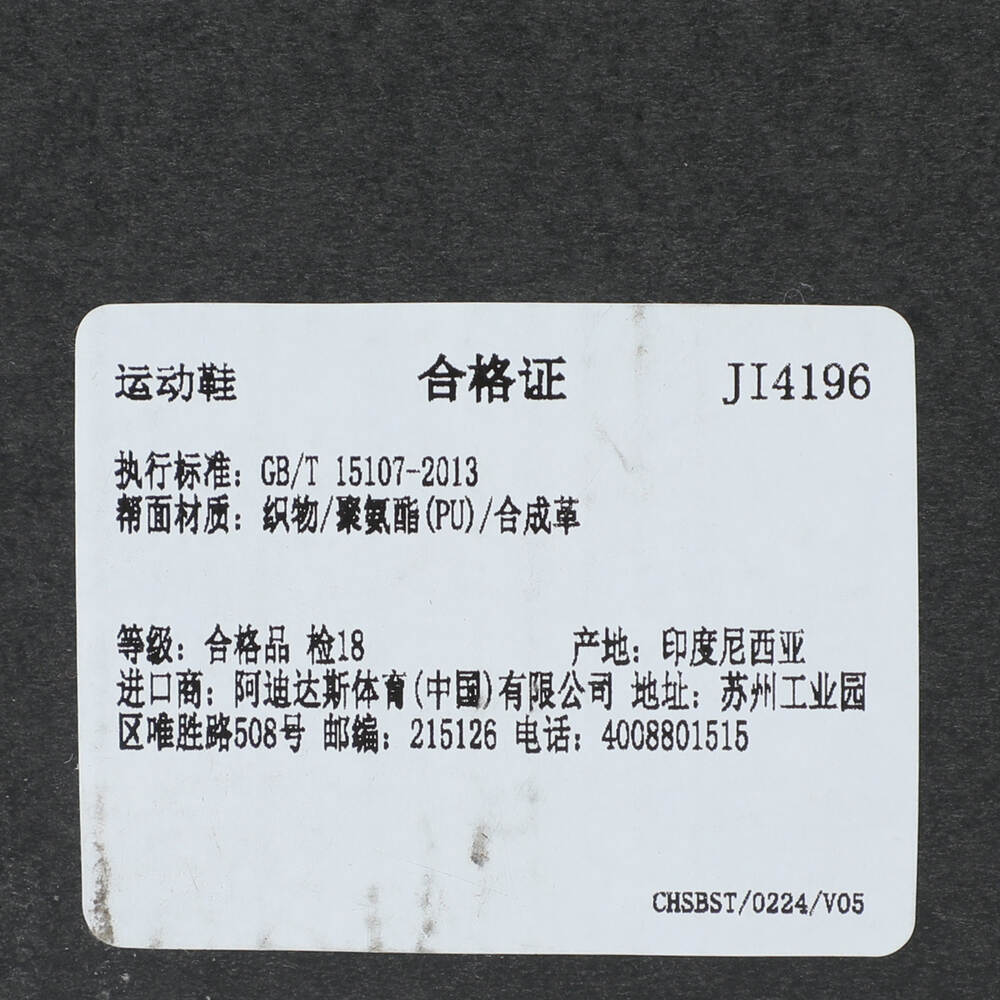 运动鞋 合格证 JI4196
执行标准：GB/T 15107-2013
帮面材质：织物/聚氨酯(PU)/合成革
等级：合格品 检18 产地：印度尼西亚
进口商：阿迪达斯体育(中国)有限公司 地址：苏州工业园
区唯胜路508号 邮编：215126 电话：4008801515
CHSBST/0224/V05